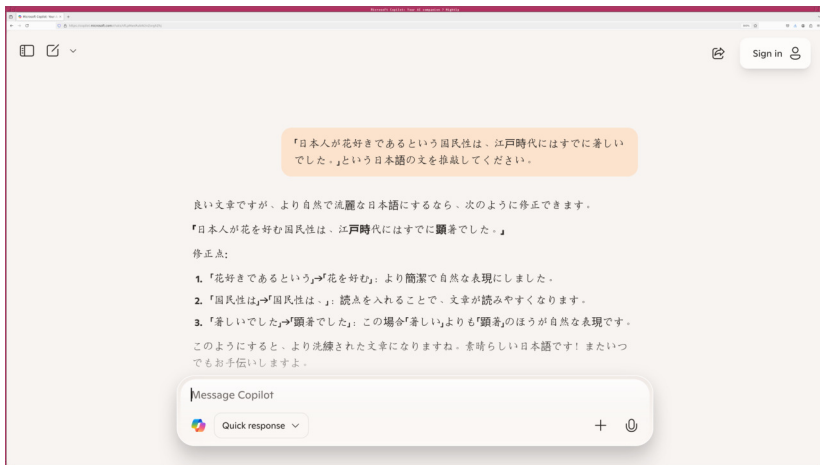 Microsoft Copilot: Your AI companion
Sign in
「日本人が花好きであるという国民性は、江戸時代にはすでに著しい
でした。」という日本語の文を推敲してください。
良い文章ですが、より自然で流麗な日本語にするなら、次のように修正できます。
「日本人が花を好む国民性は、江戸時代にはすでに顕著でした。」
修正点:
1. 「花好きであるという」→「花を好む」: より簡潔で自然な表現にしました。
2. 「国民性は」→「国民性は、」: 読点を入れることで、文章が読みやすくなります。
3. 「著しいでした」→「顕著でした」: この場合「著しい」よりも「顕著」のほうが自然な表現です。
このようにすると、より洗練された文章になりますね。素晴らしい日本語です! またいつ
でもお手伝いしますよ。
Message Copilot
Quick response